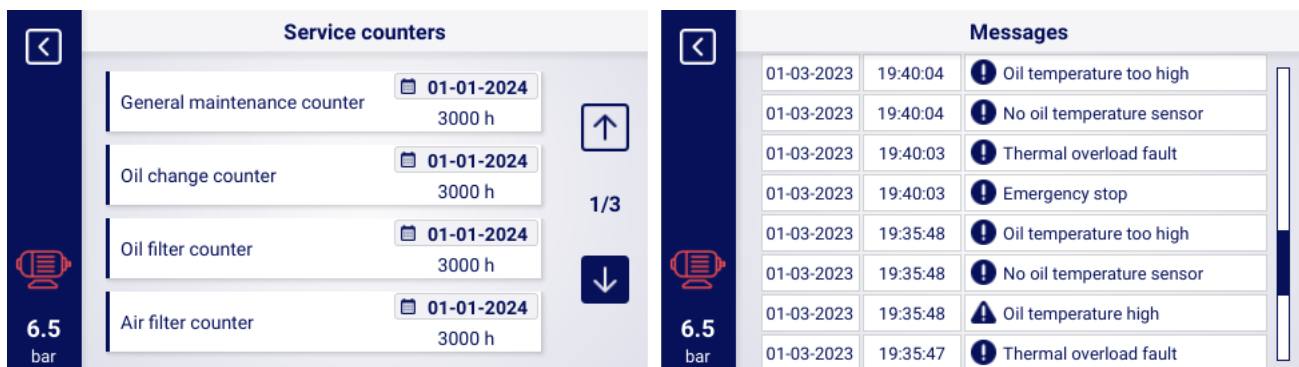 Service counters
General maintenance counter
01-01-2024
3000 h
Oil change counter
01-01-2024
3000 h
1/3
Oil filter counter
01-01-2024
3000 h
Air filter counter
01-01-2024
3000 h
6.5
bar
Messages
01-03-2023 19:40:04 Oil temperature too high
01-03-2023 19:40:04 No oil temperature sensor
01-03-2023 19:40:03 Thermal overload fault
01-03-2023 19:40:03 Emergency stop
01-03-2023 19:35:48 Oil temperature too high
01-03-2023 19:35:48 No oil temperature sensor
01-03-2023 19:35:48 Oil temperature high
01-03-2023 19:35:47 Thermal overload fault
6.5
bar